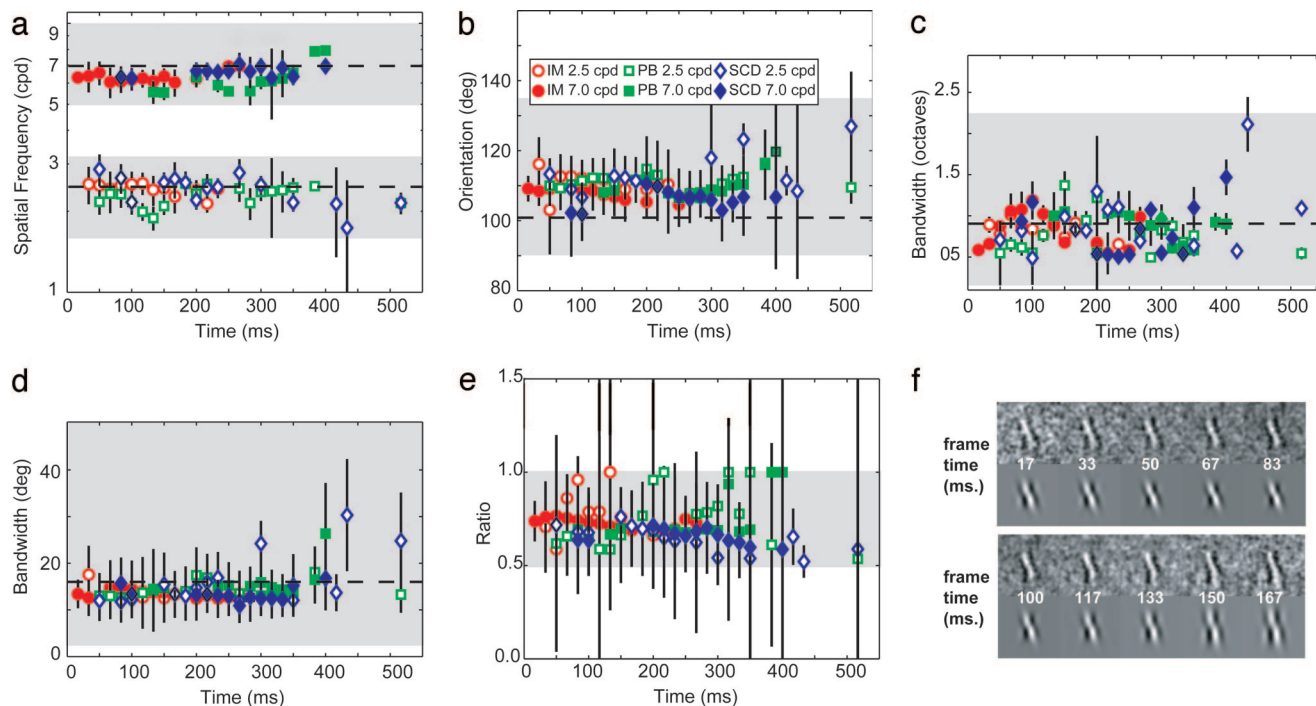 a
9
7
5
3
1
Spatial Frequency (cpd)
0 100 200 300 400 500
Time (ms)
b
160
140
120
100
80
Orientation (deg)
IM 2.5 cpd PB 2.5 cpd SCD 2.5 cpd
IM 7.0 cpd PB 7.0 cpd SCD 7.0 cpd
0 100 200 300 400 500
Time (ms)
c
2.5
1.5
05
Bandwidth (octaves)
0 100 200 300 400 500
Time (ms)
d
50
40
20
0
Bandwidth (deg)
0 100 200 300 400 500
Time (ms)
e
1.5
1.0
0.5
0.0
Ratio
0 100 200 300 400 500
Time (ms)
f
frame
time
(ms.)
17 33 50 67 83
frame
time
(ms.)
100 117 133 150 167